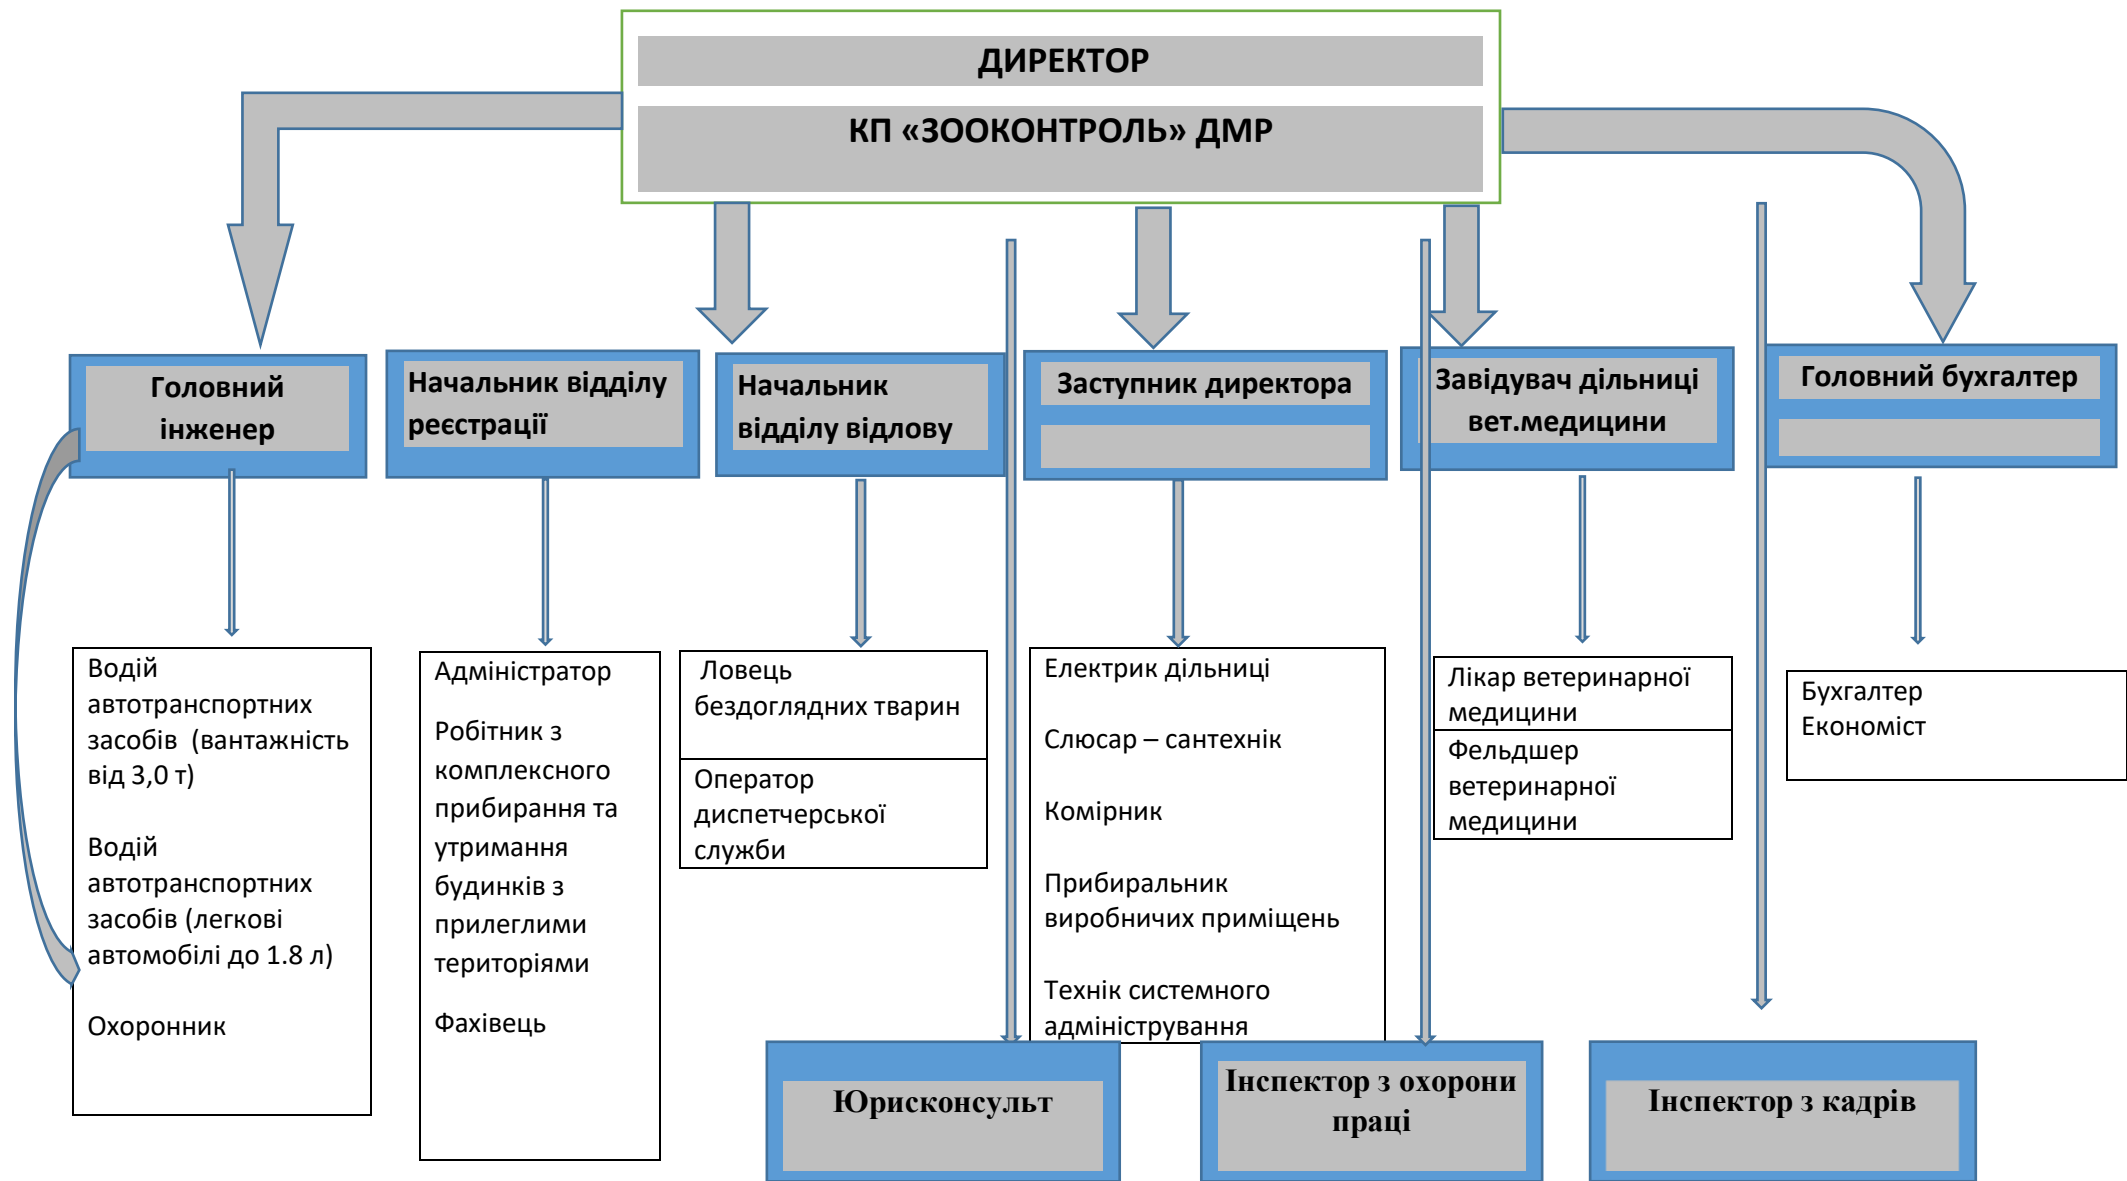 ДИРЕКТОР
КП «ЗООКОНТРОЛЬ» ДМР
Головний
інженер
Начальник відділу
реєстрації
Начальник
відділу відлову
Заступник директора
Завідувач дільниці
вет.медицини
Головний бухгалтер
Водій
автотранспортних
засобів (вантажність
від 3,0 т)
Водій
автотранспортних
засобів (легкові
автомобілі до 1.8 л)
Охоронник
Адміністратор
Робітник з
комплексного
прибирання та
утримання
будинків з
прилеглими
територіями
Фахівець
Ловець
бездоглядних тварин
Оператор
диспетчерської
служби
Електрик дільниці
Слюсар – сантехнік
Комірник
Прибиральник
виробничих приміщень
Технік системного
адміністрування
Лікар ветеринарної
медицини
Фельдшер
ветеринарної
медицини
Бухгалтер
Економіст
Юрисконсульт
Інспектор з охорони
праці
Інспектор з кадрів